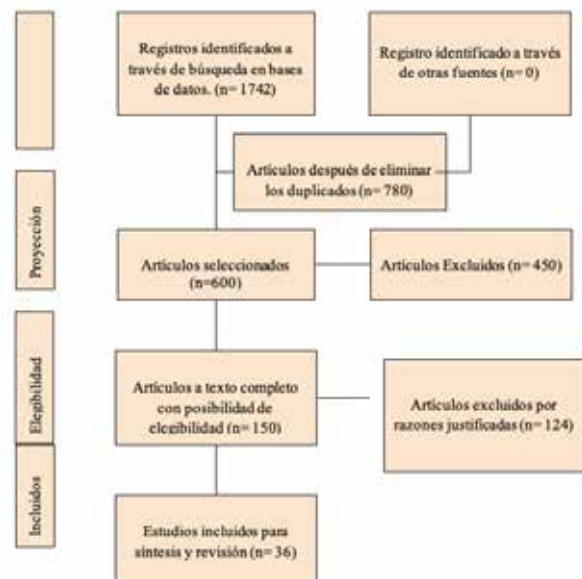 Registros identificados a
través de búsqueda en bases
de datos. (n= 1742)
Registro identificado a través
de otras fuentes (n= 0)
Artículos después de eliminar
los duplicados (n= 780)
Proyección
Artículos seleccionados
(n=600)
Artículos Excluidos (n= 450)
Elegibilidad
Artículos a texto completo
con posibilidad de
elegibilidad (n= 150)
Artículos excluidos por
razones justificadas (n= 124)
Incluidos
Estudios incluidos para
síntesis y revisión (n= 36)